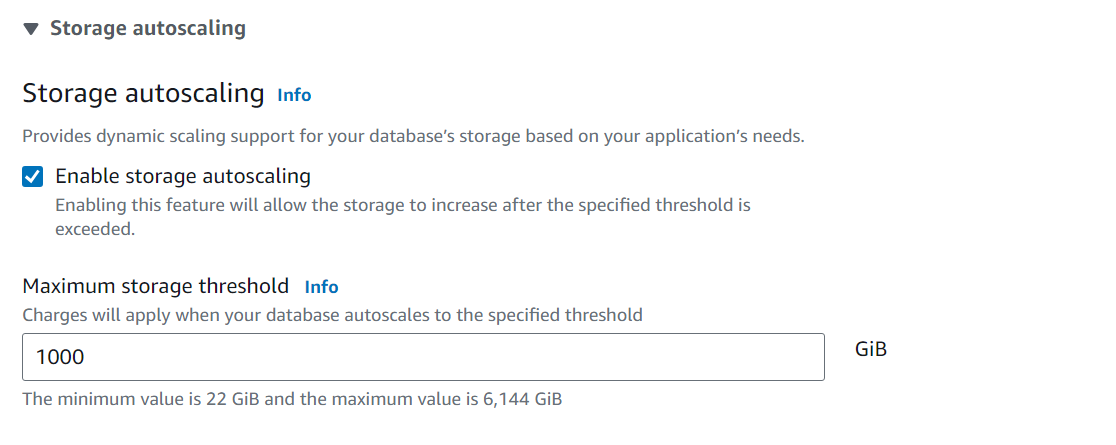 Storage autoscaling
Storage autoscaling Info
Provides dynamic scaling support for your database’s storage based on your application’s needs.
Enable storage autoscaling
Enabling this feature will allow the storage to increase after the specified threshold is
exceeded.
Maximum storage threshold Info
Charges will apply when your database autoscales to the specified threshold
1000 GiB
The minimum value is 22 GiB and the maximum value is 6,144 GiB